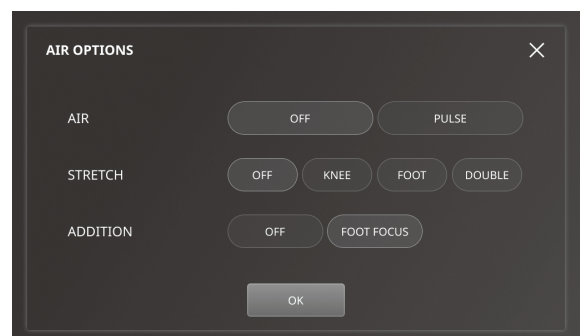 AIR OPTIONS
AIR OFF PULSE
STRETCH OFF KNEE FOOT DOUBLE
ADDITION OFF FOOT FOCUS
OK